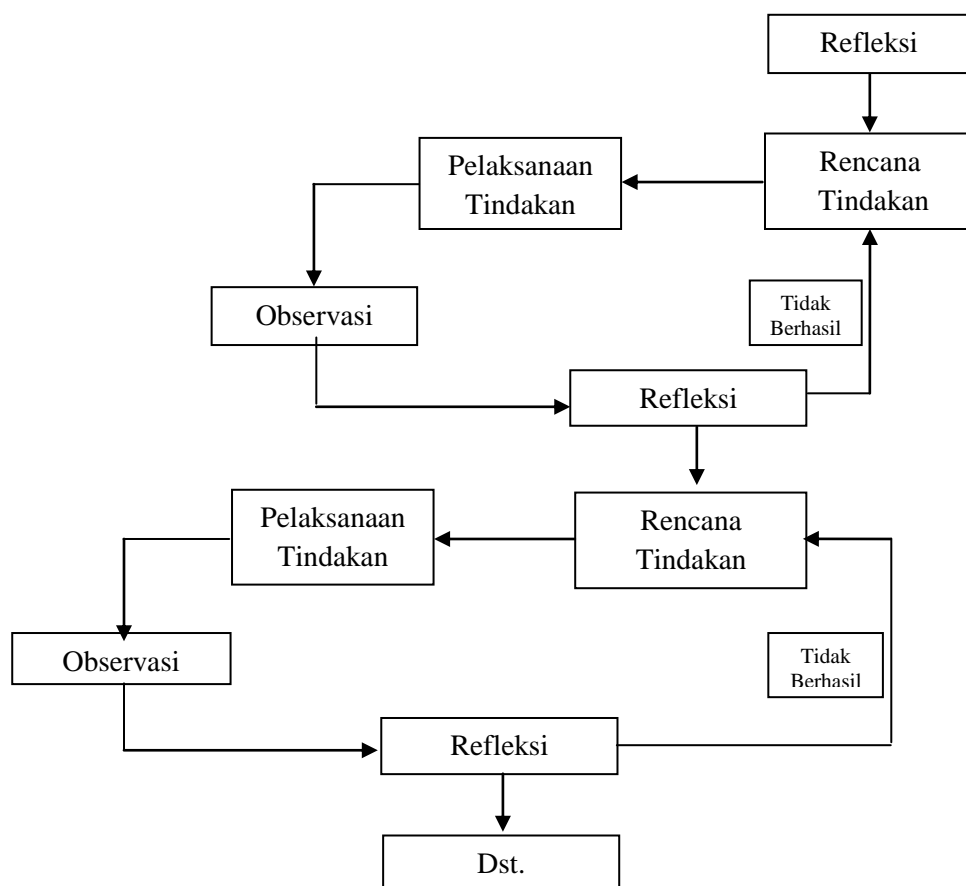 Refleksi
Pelaksanaan
Tindakan
Rencana
Tindakan
Observasi
Tidak
Berhasil
Refleksi
Pelaksanaan
Tindakan
Rencana
Tindakan
Observasi
Tidak
Berhasil
Refleksi
Dst.